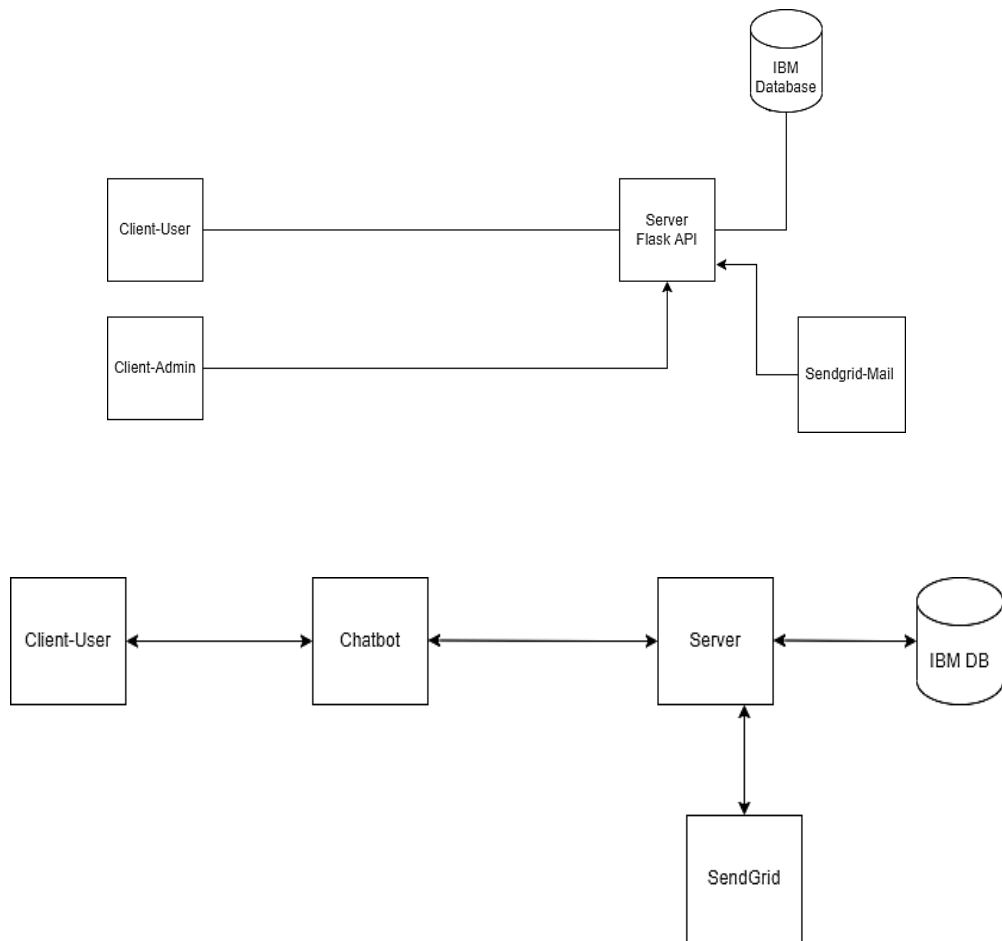 IBM
Database
Client-User
Server
Flask API
Client-Admin
Sendgrid-Mail
Client-User
Chatbot
Server
IBM DB
SendGrid